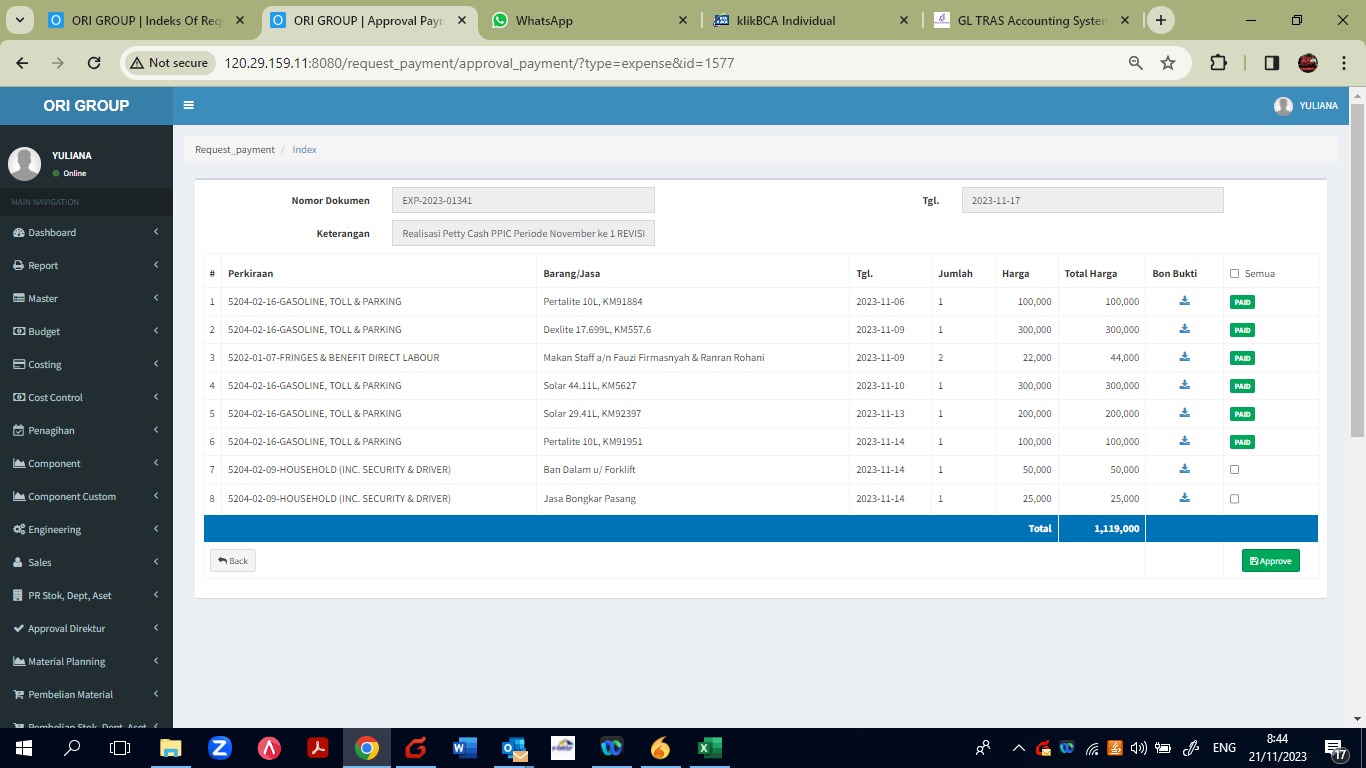 ORI GROUP | Indeks Of Req
ORI GROUP | Approval Paym
WhatsApp
klikBCA Individual
GL TRAS Accounting System
Not secure
120.29.159.11:8080/request_payment/approval_payment/?type=expense&id=1577
ORI GROUP
YULIANA
YULIANA
Online
MAIN NAVIGATION
Dashboard
Report
Master
Budget
Costing
Cost Control
Penagihan
Component
Component Custom
Engineering
Sales
PR Stok, Dept, Aset
Approval Direktur
Material Planning
Pembelian Material
Pembelian Stok, Dept, Aset
Request_payment / Index
Nomor Dokumen EXP-2023-01341 Tgl. 2023-11-17
Keterangan Realisasi Petty Cash PPIC Periode November ke 1 REVISI
# Perkiraan Barang/Jasa Tgl. Jumlah Harga Total Harga Bon Bukti Semua
1 5204-02-16-GASOLINE, TOLL & PARKING Pertalite 10L, KM91884 2023-11-06 1 100,000 100,000 PAID
2 5204-02-16-GASOLINE, TOLL & PARKING Dexlite 17.699L, KM557.6 2023-11-09 1 300,000 300,000 PAID
3 5202-01-07-FRINGES & BENEFIT DIRECT LABOUR Makan Staff a/n Fauzi Firmasnyah & Ranran Rohani 2023-11-09 2 22,000 44,000 PAID
4 5204-02-16-GASOLINE, TOLL & PARKING Solar 44.11L, KM5627 2023-11-10 1 300,000 300,000 PAID
5 5204-02-16-GASOLINE, TOLL & PARKING Solar 29.41L, KM92397 2023-11-13 1 200,000 200,000 PAID
6 5204-02-16-GASOLINE, TOLL & PARKING Pertalite 10L, KM91951 2023-11-14 1 100,000 100,000 PAID
7 5204-02-09-HOUSEHOLD (INC. SECURITY & DRIVER) Ban Dalam u/ Forklift 2023-11-14 1 50,000 50,000
8 5204-02-09-HOUSEHOLD (INC. SECURITY & DRIVER) Jasa Bongkar Pasang 2023-11-14 1 25,000 25,000
Total 1,119,000
Back Approve
ENG
8:44
21/11/2023
17